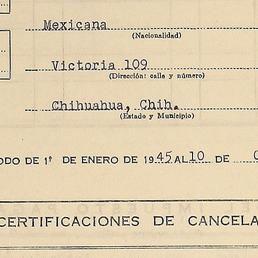 Mexicana
(Nacionalidad)
Victoria 109
(Dirección: calle y número)
Chihuahua, Chih.
(Estado y Municipio)
ODO DE 1º DE ENERO DE 1945 AL 10 DE
CERTIFICACIONES DE CANCELA